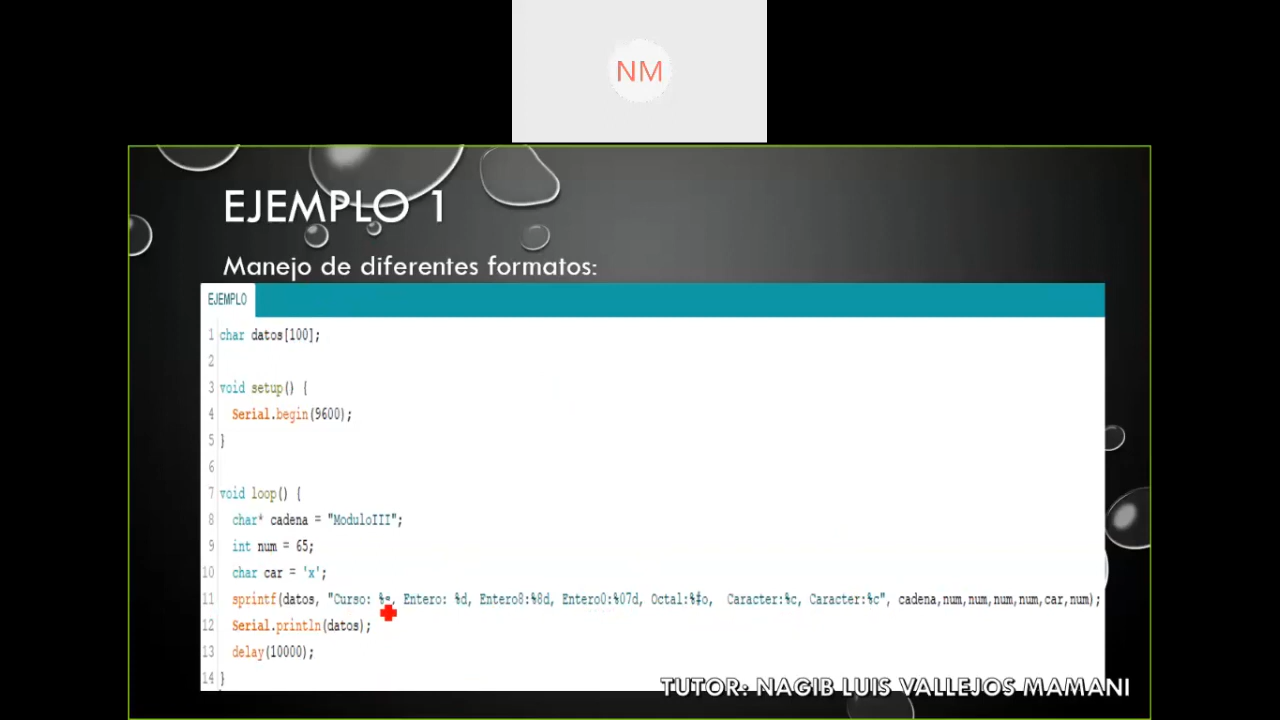 NM
EJEMPLO 1
Manejo de diferentes formatos:
EJEMPLO
1 char datos[100];
2
3 void setup() {
4 Serial.begin(9600);
5 }
6
7 void loop() {
8 char* cadena = "ModuloIII";
9 int num = 65;
10 char car = 'x';
11 sprintf(datos, "Curso: %s, Entero: %d, Entero8:%8d, Entero0:%07d, Octal:%#o, Caracter:%c, Caracter:%c", cadena,num,num,num,num,car,num);
12 Serial.println(datos);
13 delay(10000);
14 }
TUTOR: NAGIB LUIS VALLEJOS MAMANI